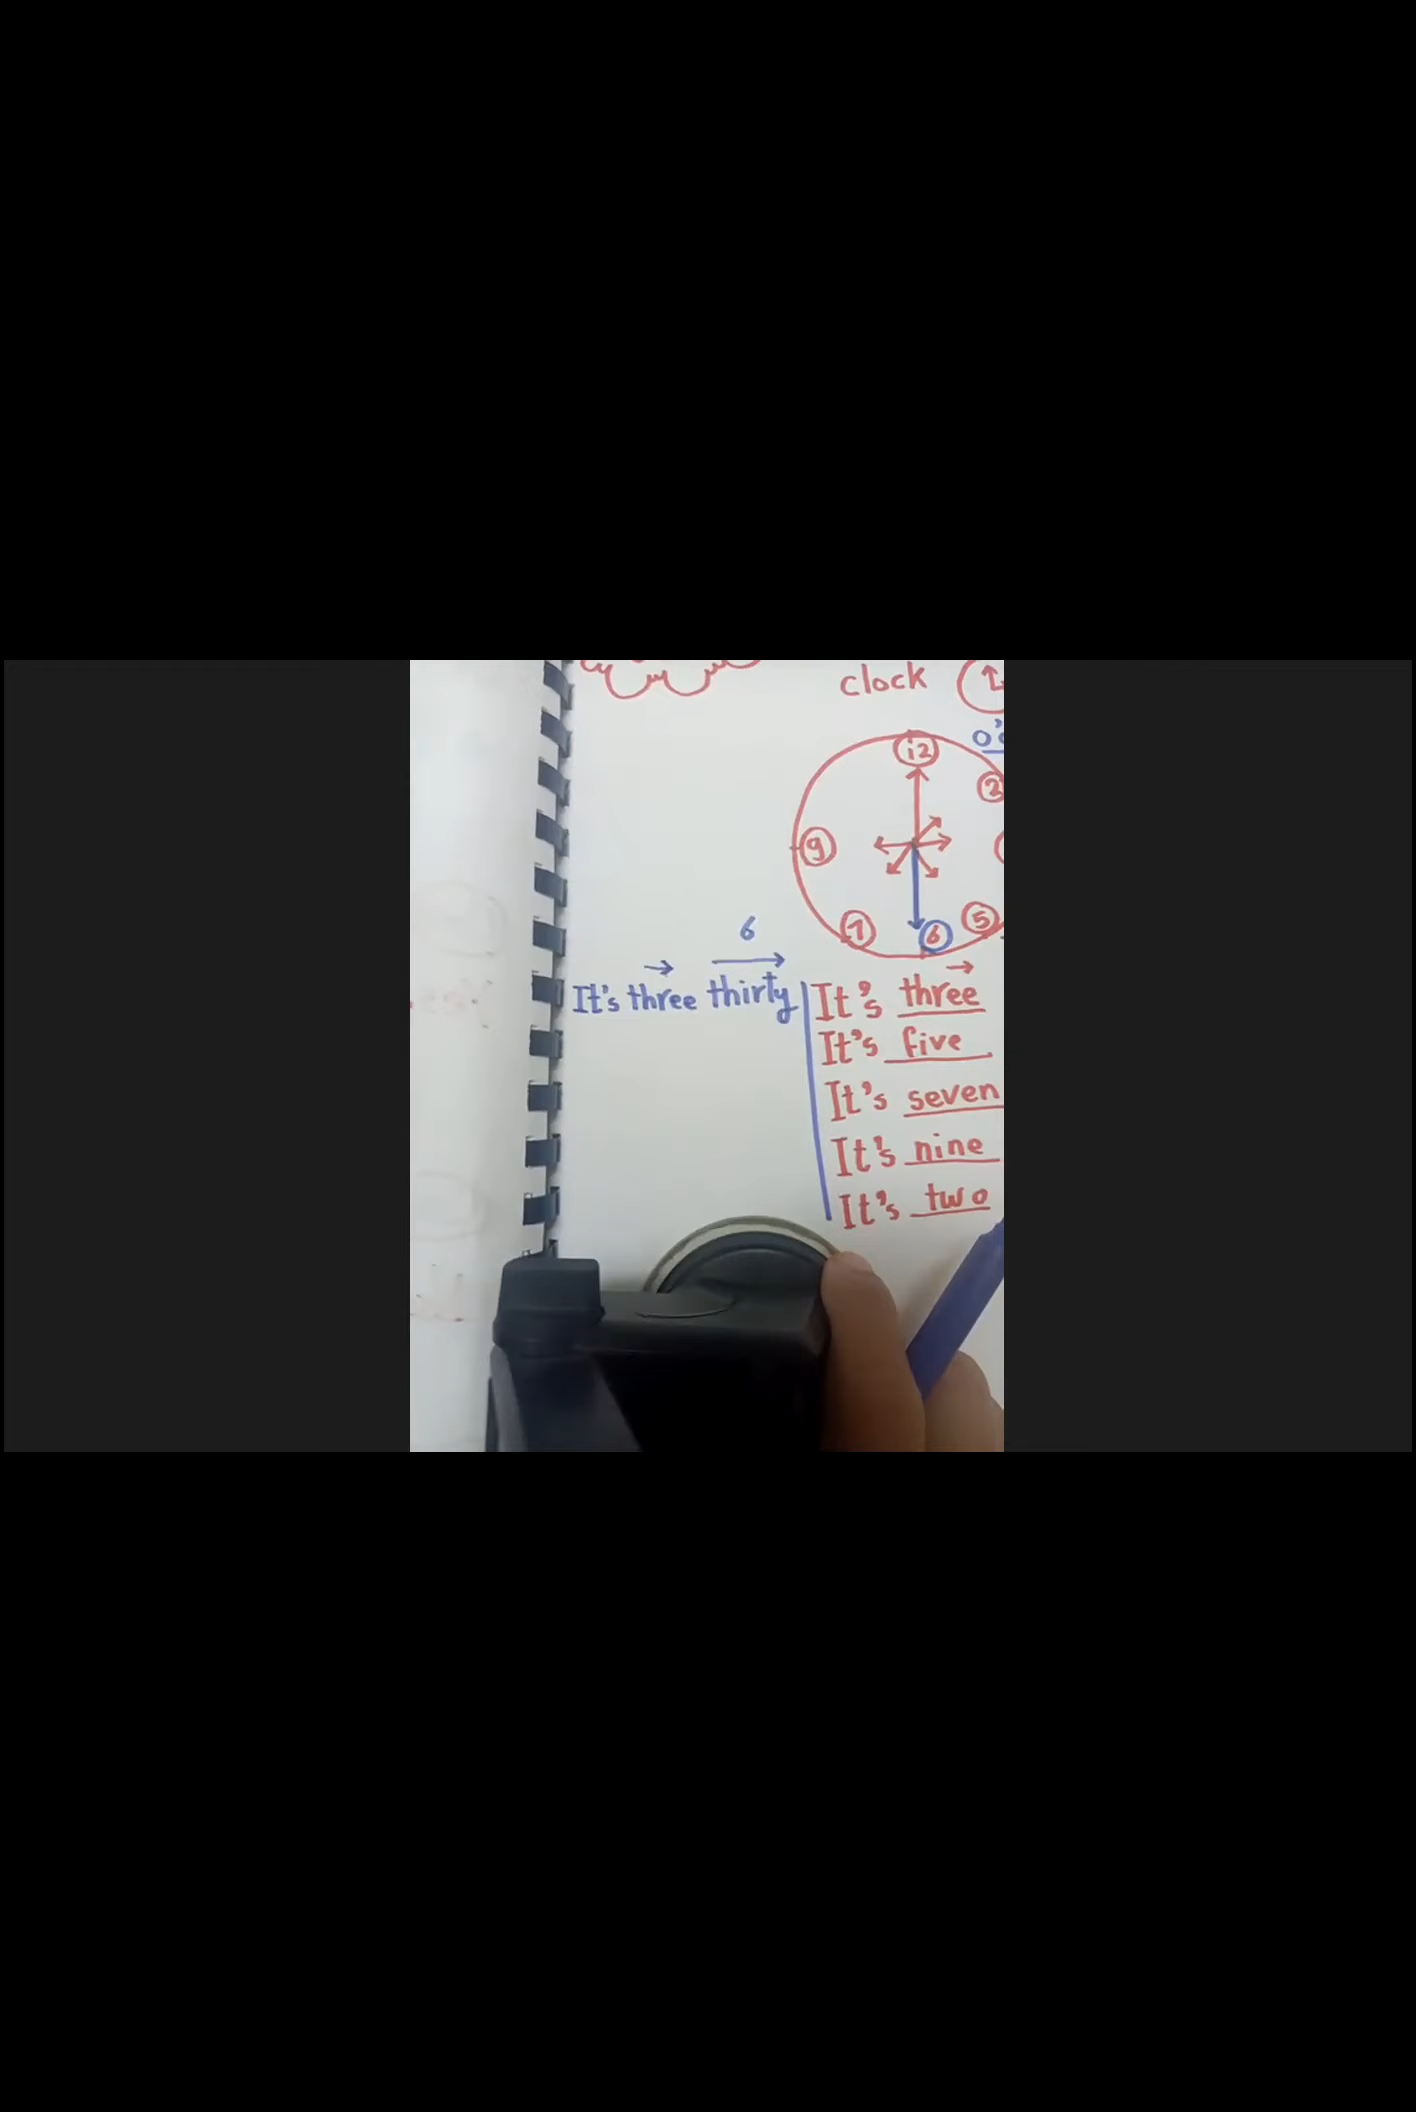 clock
o'c
12
2
9
7
6
5
6
It's three thirty
It's three
It's five
It's seven
It's nine
It's two